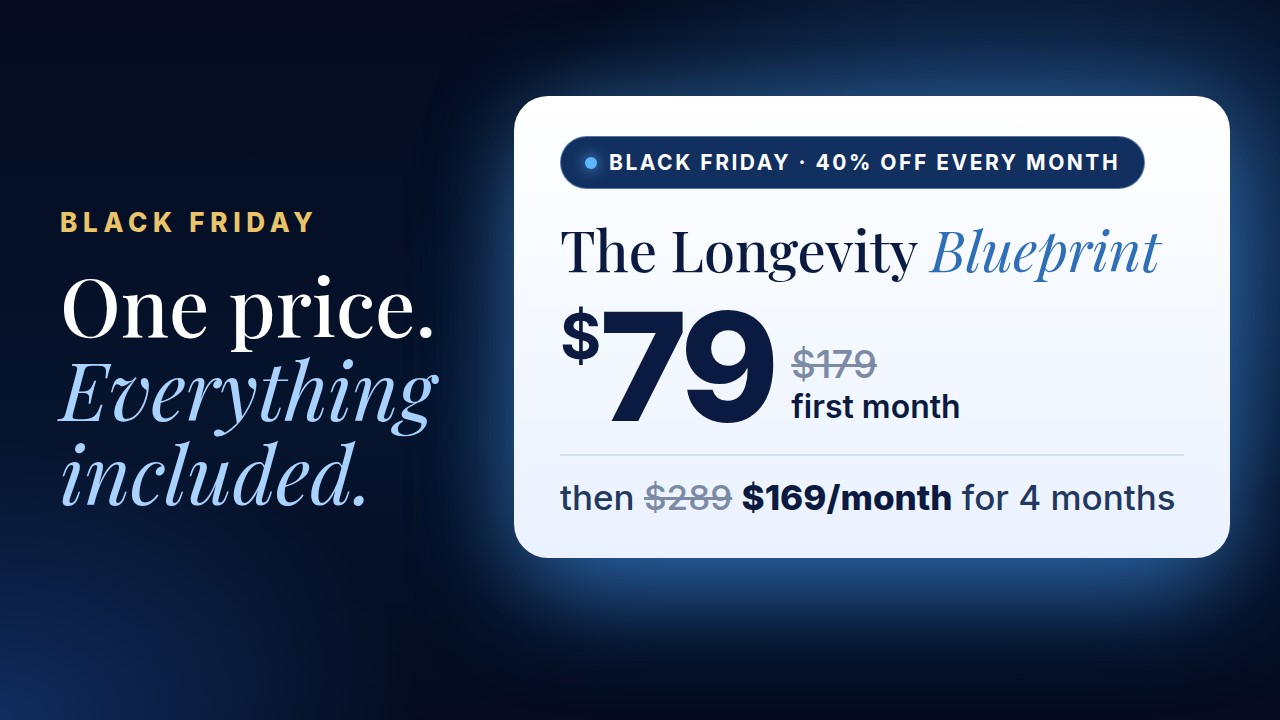 BLACK FRIDAY
One price.
Everything
included.
BLACK FRIDAY · 40% OFF EVERY MONTH
The Longevity Blueprint
$79 $179
first month
then $289 $169/month for 4 months